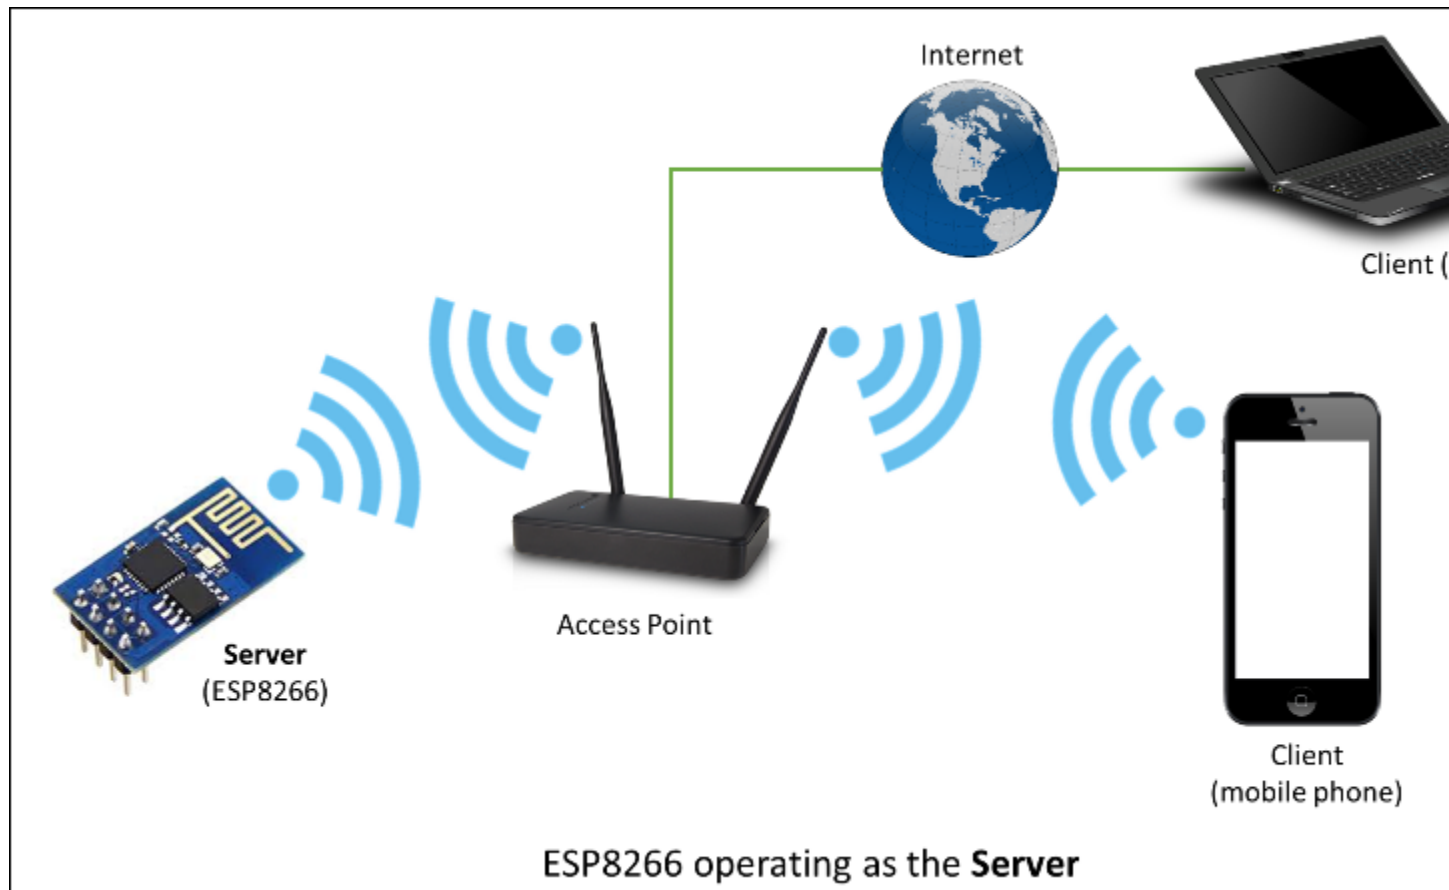 Internet
Client (
Access Point
Server
(ESP8266)
Client
(mobile phone)
ESP8266 operating as the Server